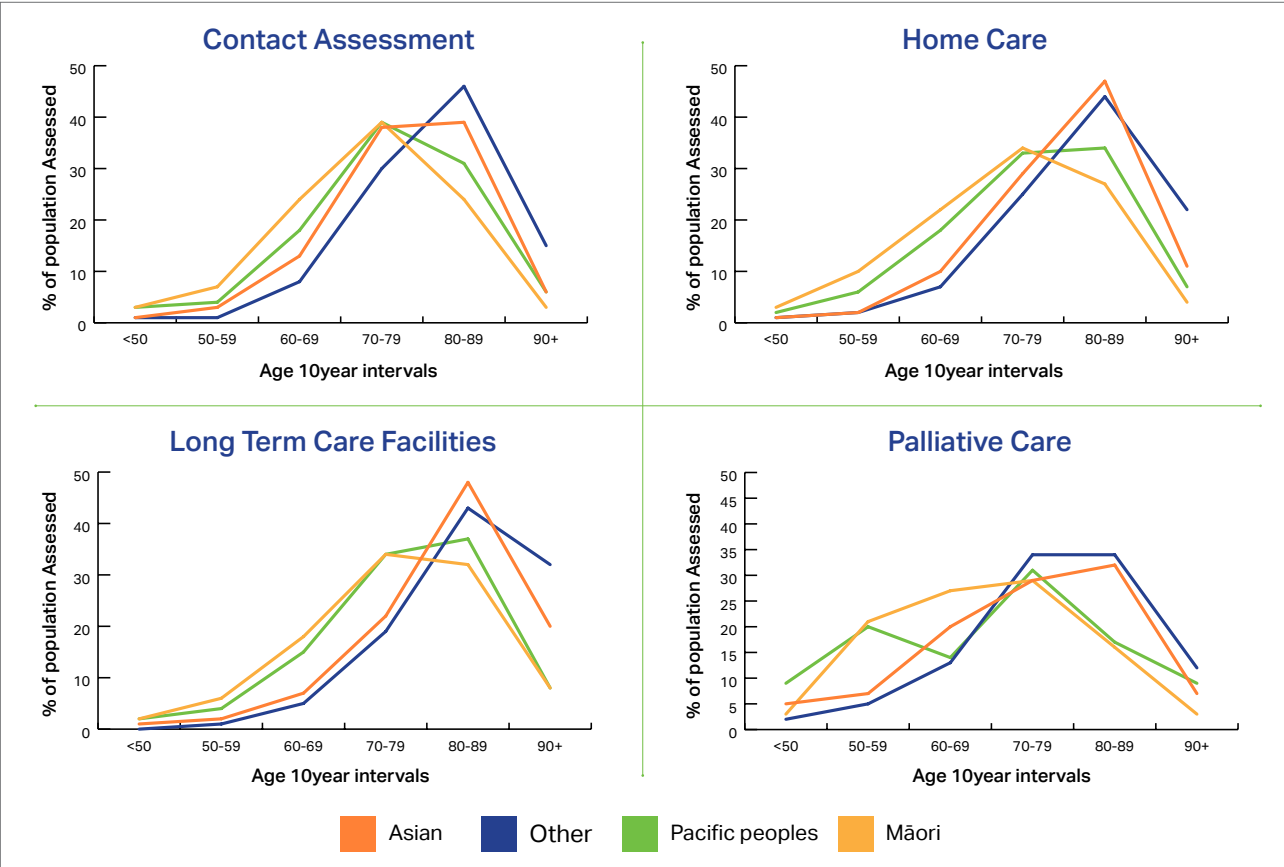 Contact Assessment
% of population Assessed
50
40
30
20
10
0
<50 50-59 60-69 70-79 80-89 90+
Age 10year intervals
Home Care
% of population Assessed
50
40
30
20
10
0
<50 50-59 60-69 70-79 80-89 90+
Age 10year intervals
Long Term Care Facilities
% of population Assessed
50
40
30
20
10
0
<50 50-59 60-69 70-79 80-89 90+
Age 10year intervals
Palliative Care
% of population Assessed
50
45
40
35
30
25
20
15
10
5
0
<50 50-59 60-69 70-79 80-89 90+
Age 10year intervals
Asian Other Pacific peoples Māori